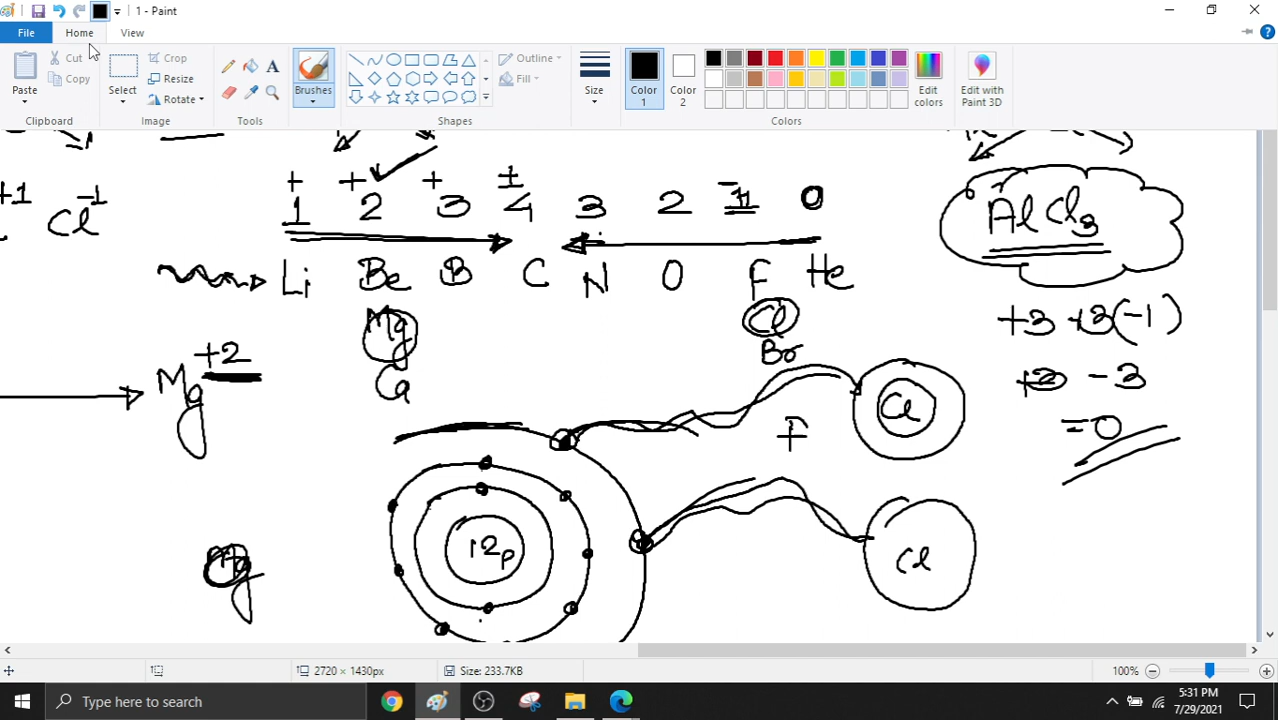 1 - Paint
File Home View
Paste Cut Copy Clipboard
Select Crop Resize Rotate Image
Tools
Brushes
Outline Fill Shapes
Size
Color 1 Color 2 Edit colors Edit with Paint 3D Colors
+ + + ±
1 2 3 4 3 2 0
+1 Cl -1
Li Be B C N O F He
Mg Cl
Br
Ca
AlCl3
+3 +3(-1)
+3 -3
=0
Mg +2
F
Cl
12p
Cl
Mg
2720 × 1430px Size: 233.7KB 100%
Type here to search
5:31 PM
7/29/2021